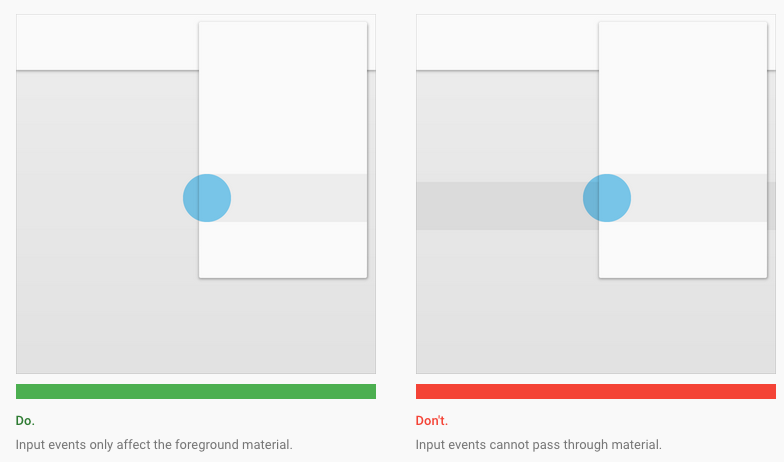 Do.
Input events only affect the foreground material.
Don't.
Input events cannot pass through material.